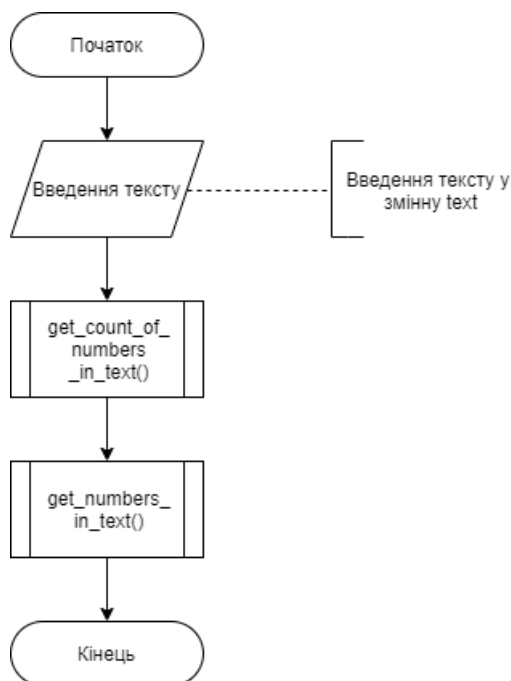 Початок
Введення тексту
Введення тексту у
змінну text
get_count_of_
numbers
_in_text()
get_numbers_
in_text()
Кінець